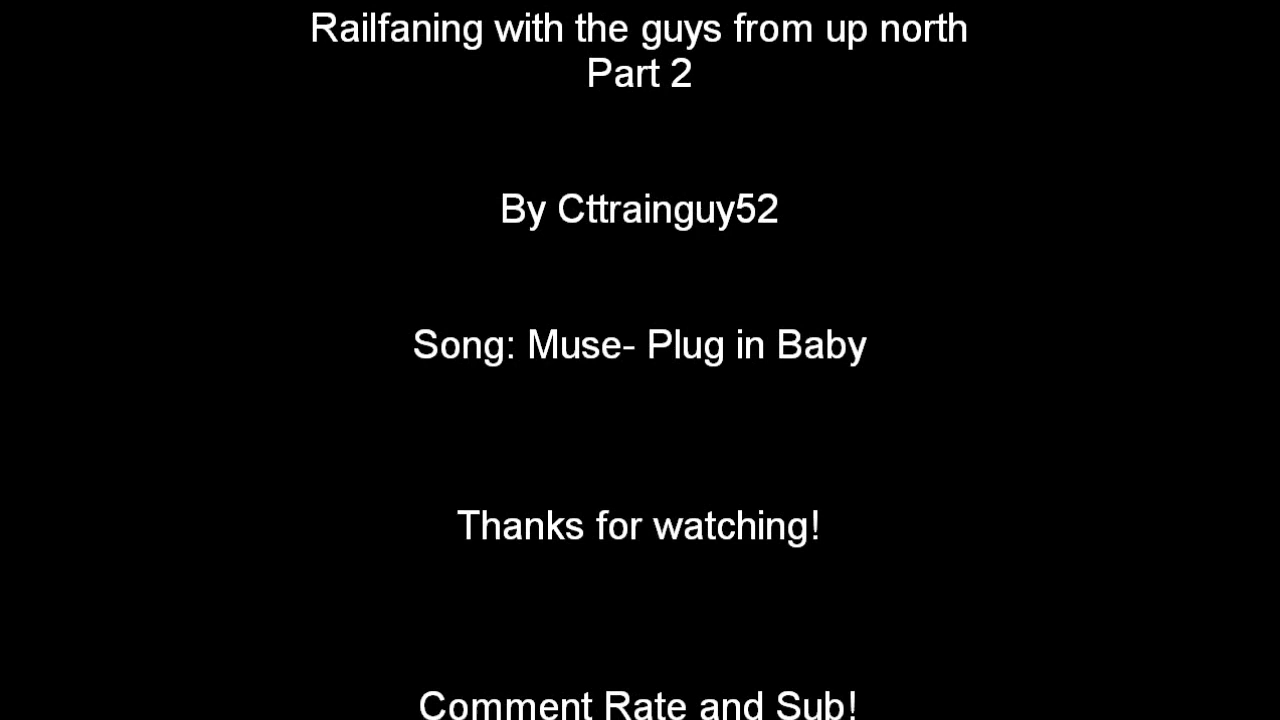 Railfaning with the guys from up north
Part 2
By Cttrainguy52
Song: Muse- Plug in Baby
Thanks for watching!
Comment Rate and Sub!